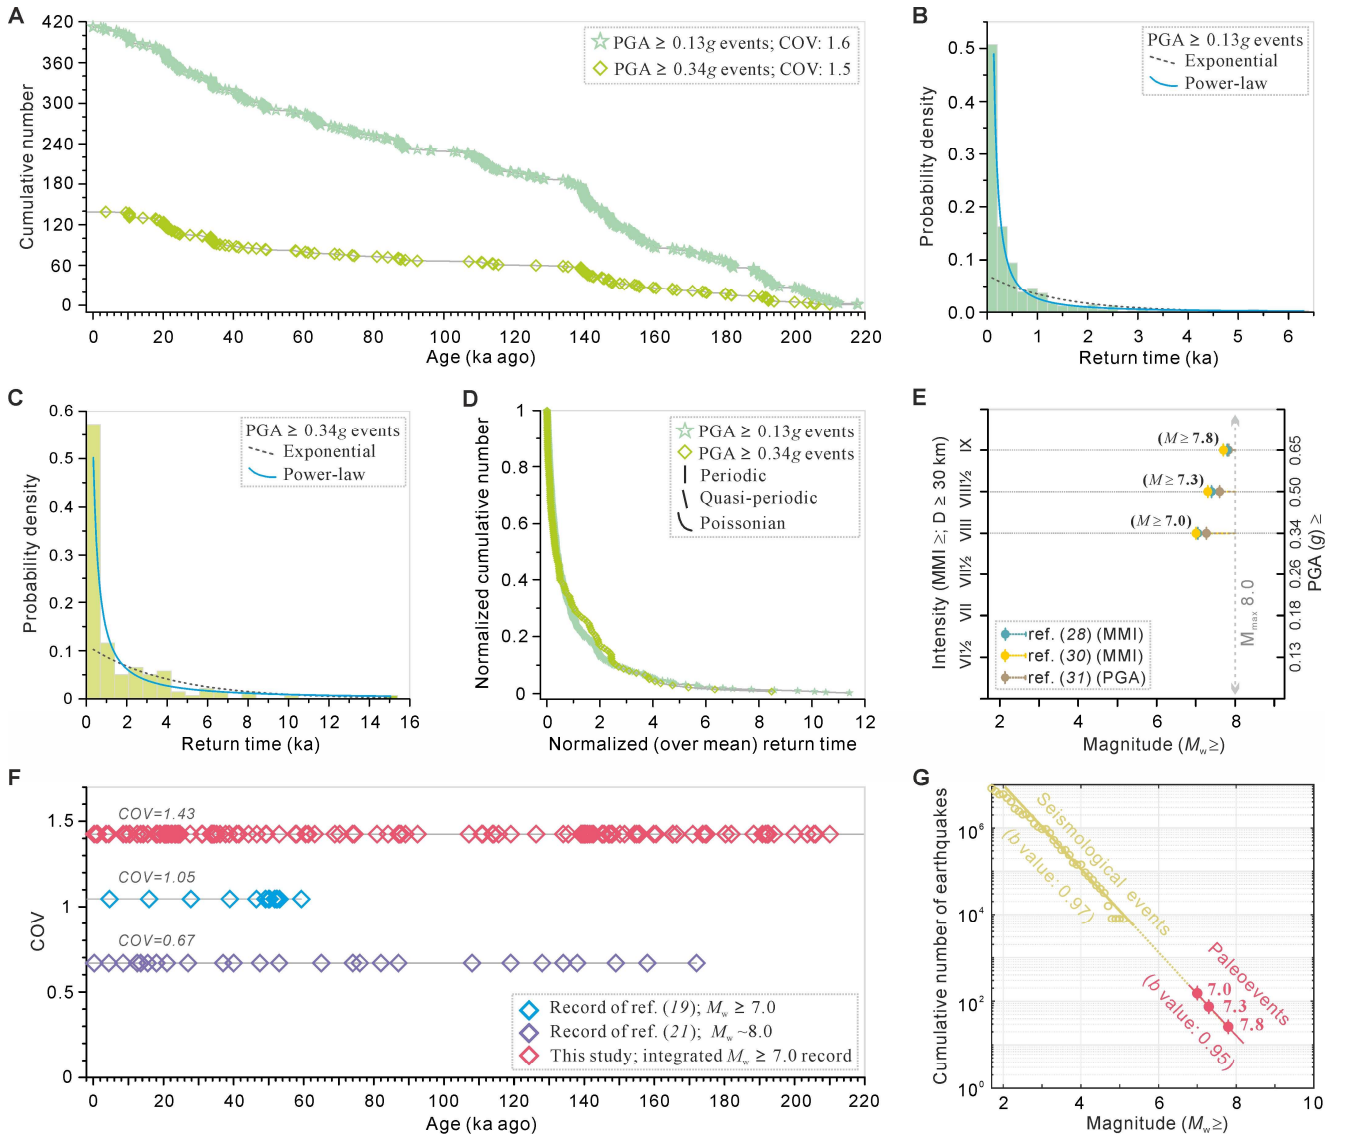 A
420
360
300
240
180
120
60
0
Cumulative number
PGA ≥ 0.13g events; COV: 1.6
PGA ≥ 0.34g events; COV: 1.5
0 20 40 60 80 100 120 140 160 180 200 220
Age (ka ago)
B
0.5
0.4
0.3
0.2
0.1
0.0
Probability density
PGA ≥ 0.13g events
Exponential
Power-law
0 1 2 3 4 5 6
Return time (ka)
C
0.6
0.5
0.4
0.3
0.2
0.1
0
Probability density
PGA ≥ 0.34g events
Exponential
Power-law
0 2 4 6 8 10 12 14 16
Return time (ka)
D
1
0.8
0.6
0.4
0.2
0
Normalized cumulative number
PGA ≥ 0.13g events
PGA ≥ 0.34g events
Periodic
Quasi-periodic
Poissonian
0 2 4 6 8 10 12
Normalized (over mean) return time
E
Intensity (MMI ≥; D ≥ 30 km)
IX
VIII½
VIII
VII½
VII
VI½
(M ≥ 7.8)
(M ≥ 7.3)
(M ≥ 7.0)
Mmax 8.0
0.65
0.50
0.34
0.26
0.18
0.13
PGA (g) ≥
ref. (28) (MMI)
ref. (30) (MMI)
ref. (31) (PGA)
2 4 6 8
Magnitude (Mw≥)
F
1.5
1
0.5
0
COV
COV=1.43
COV=1.05
COV=0.67
Record of ref. (19); Mw ≥ 7.0
Record of ref. (21); Mw ~8.0
This study; integrated Mw ≥ 7.0 record
0 20 40 60 80 100 120 140 160 180 200 220
Age (ka ago)
G
10⁶
10⁴
10²
10⁰
Cumulative number of earthquakes
Seismological events
(b value: 0.97)
Paleoevents
(b value: 0.95)
7.0
7.3
7.8
2 4 6 8 10
Magnitude (Mw≥)